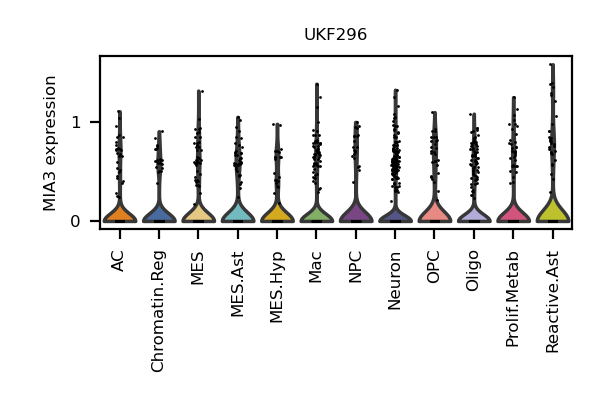 UKF296
MIA3 expression
1
0
AC
Chromatin.Reg
MES
MES.Ast
MES.Hyp
Mac
NPC
Neuron
OPC
Oligo
Prolif.Metab
Reactive.Ast